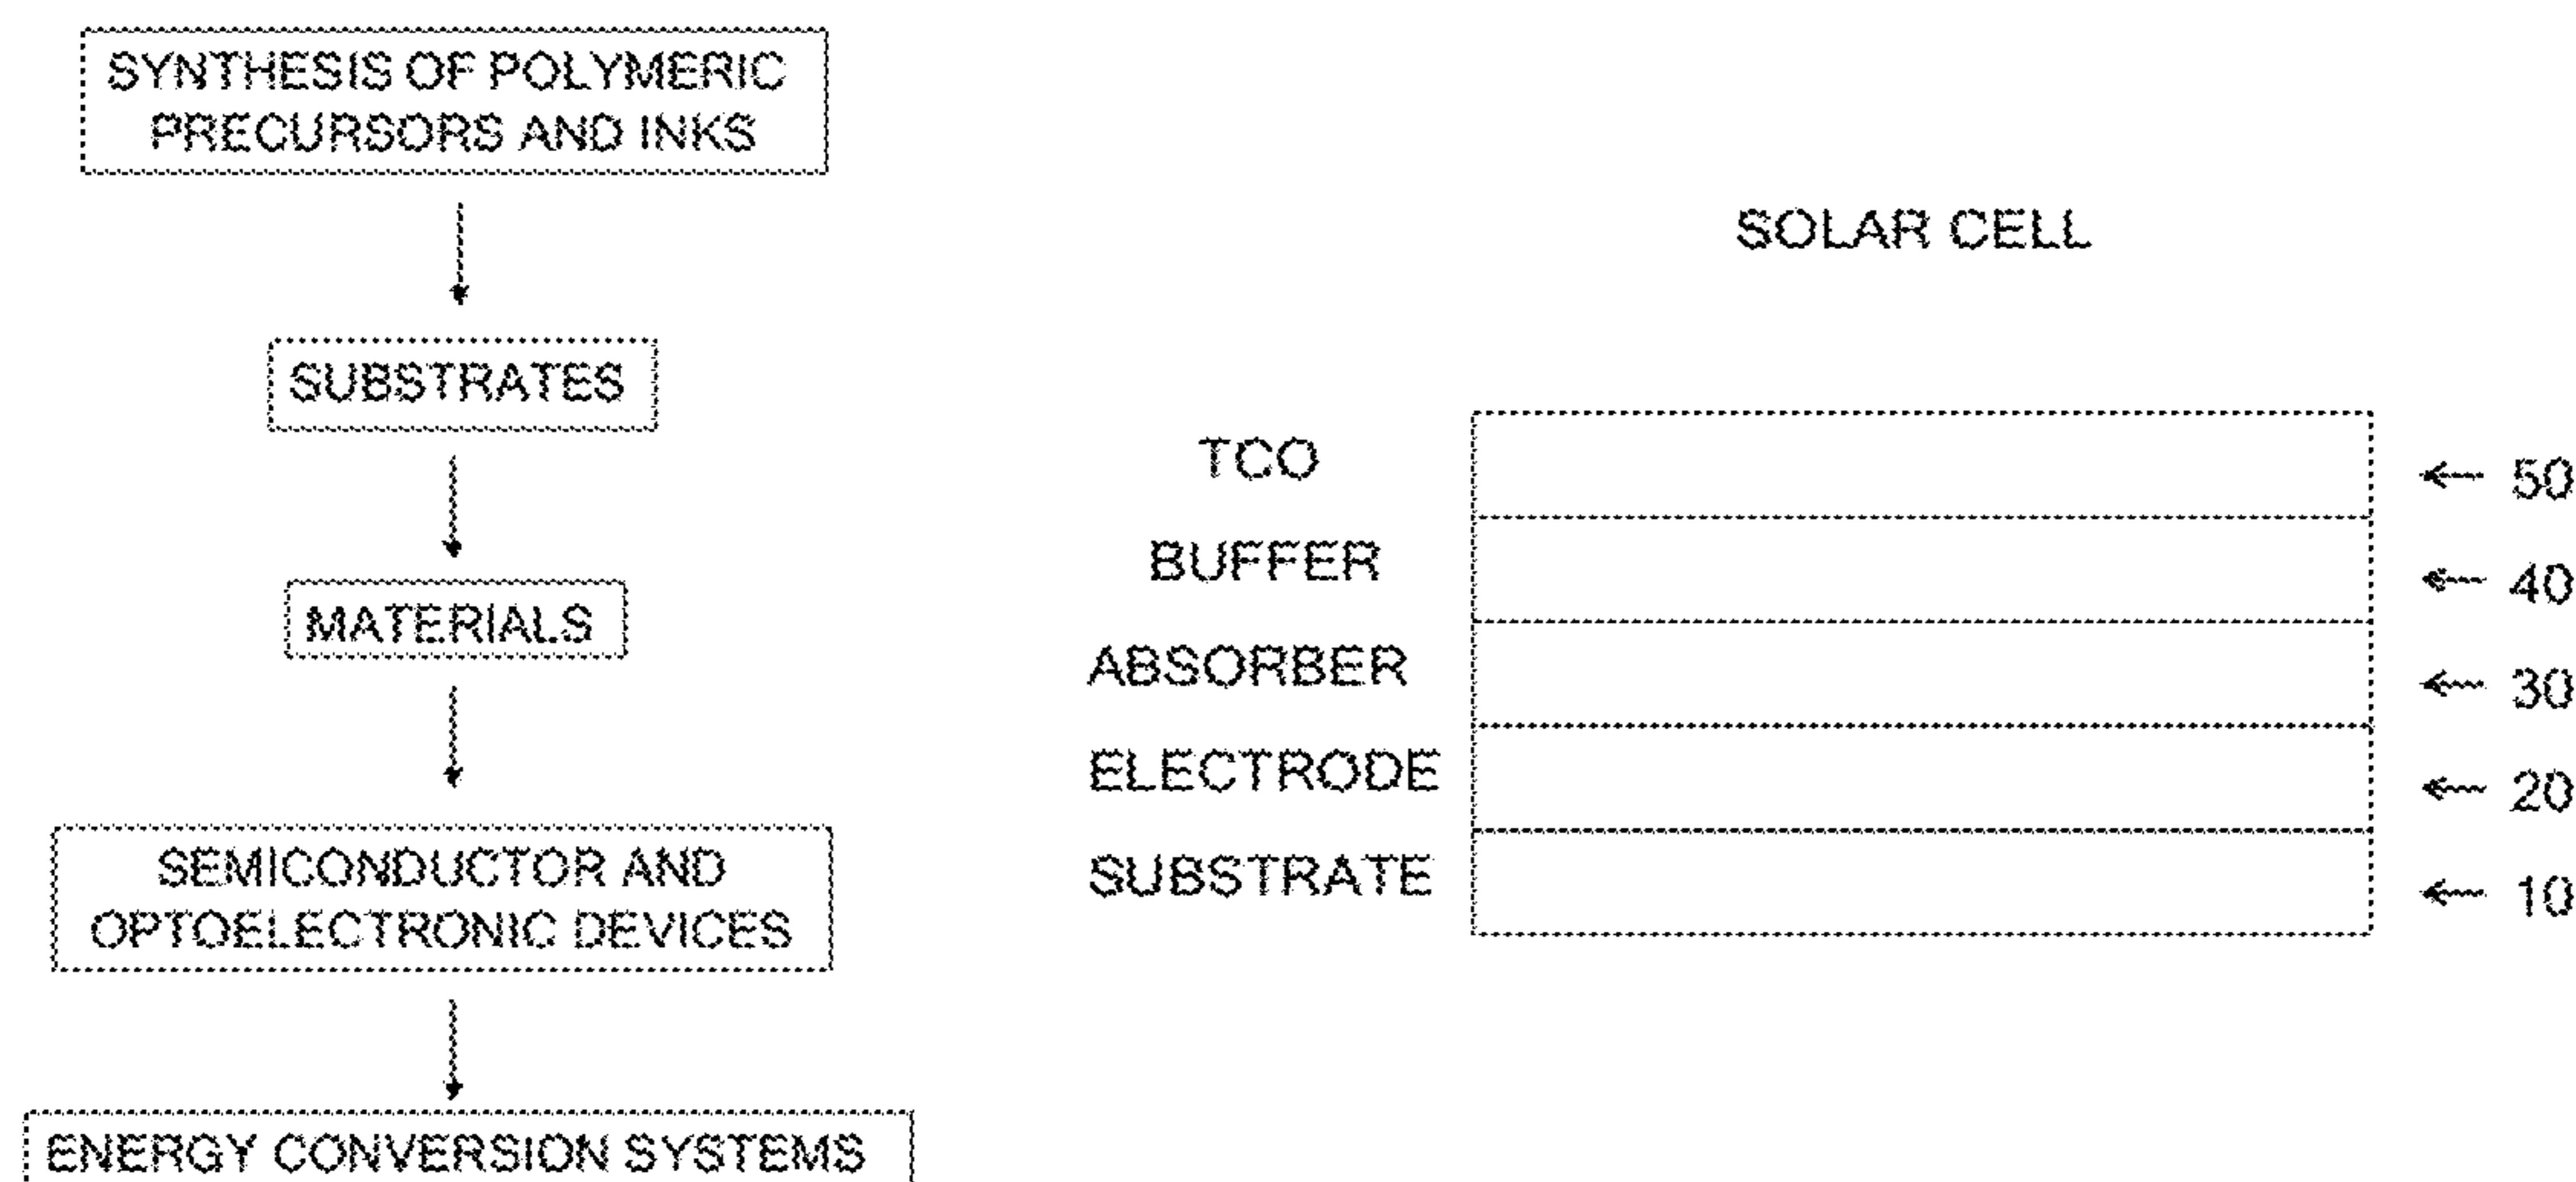 SYNTHESIS OF POLYMERIC
PRECURSORS AND INKS
SUBSTRATES
MATERIALS
SEMICONDUCTOR AND
OPTOELECTRONIC DEVICES
ENERGY CONVERSION SYSTEMS
SOLAR CELL
TCO 50
BUFFER 40
ABSORBER 30
ELECTRODE 20
SUBSTRATE 10